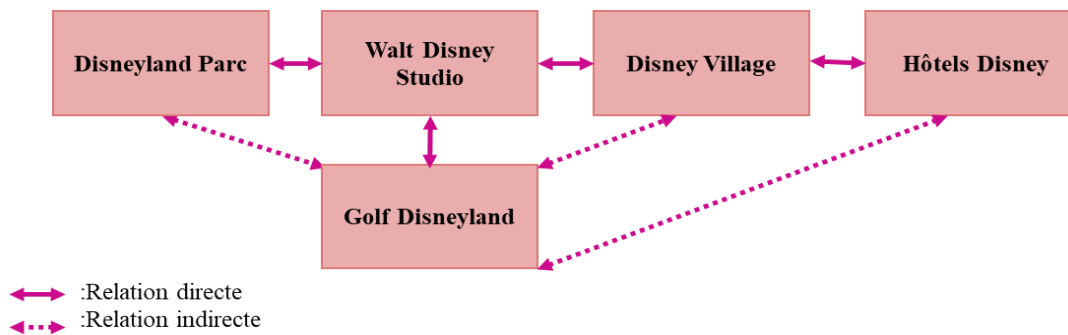 Disneyland Parc
Walt Disney
Studio
Disney Village
Hôtels Disney
Golf Disneyland
:Relation directe
:Relation indirecte